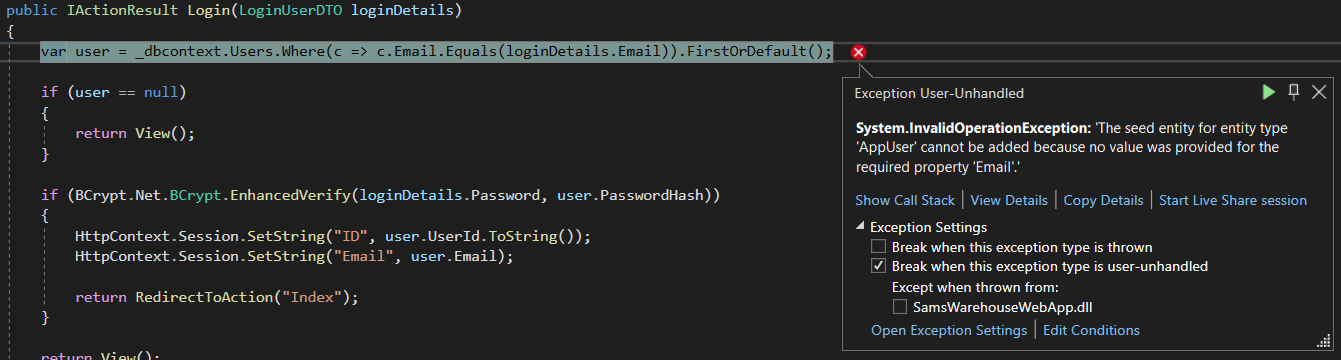 public IActionResult Login(LoginUserDTO loginDetails)
{
var user = _dbcontext.Users.Where(c => c.Email.Equals(loginDetails.Email)).FirstOrDefault();
if (user == null)
{
return View();
}
if (BCrypt.Net.BCrypt.EnhancedVerify(loginDetails.Password, user.PasswordHash))
{
HttpContext.Session.SetString("ID", user.UserId.ToString());
HttpContext.Session.SetString("Email", user.Email);
return RedirectToAction("Index");
}
return View();
Exception User-Unhandled
System.InvalidOperationException: 'The seed entity for entity type
'AppUser' cannot be added because no value was provided for the
required property 'Email'.'
Show Call Stack | View Details | Copy Details | Start Live Share session
Exception Settings
Break when this exception type is thrown
Break when this exception type is user-unhandled
Except when thrown from:
SamsWarehouseWebApp.dll
Open Exception Settings | Edit Conditions